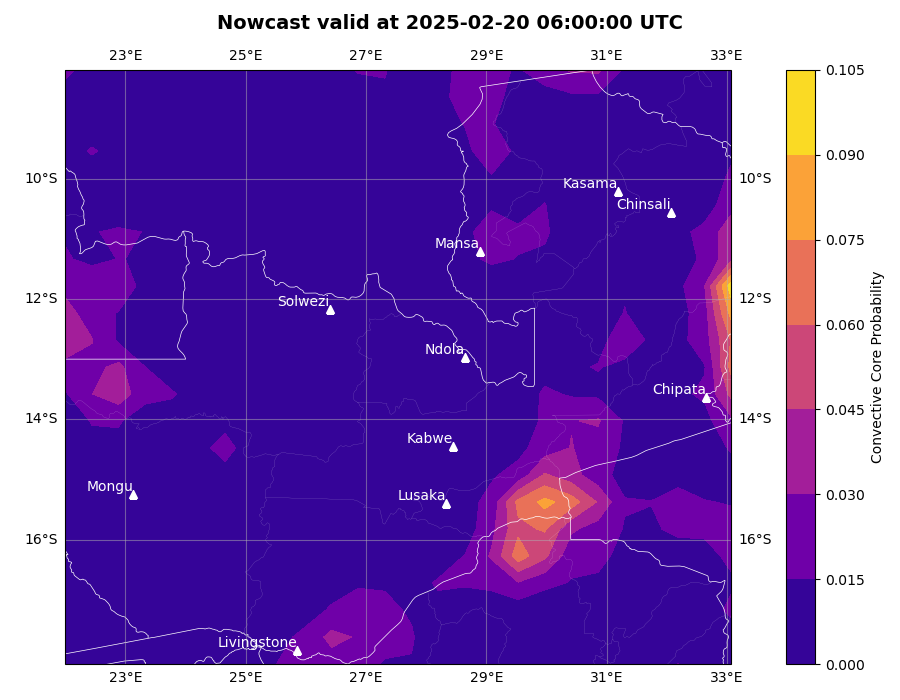 Nowcast valid at 2025-02-20 06:00:00 UTC
23°E 25°E 27°E 29°E 31°E 33°E
0.105
0.090
0.075
0.060
0.045
0.030
0.015
0.000
Convective Core Probability
10°S 10°S
12°S 12°S
14°S 14°S
16°S 16°S
Kasama
Chinsali
Mansa
Solwezi
Ndola
Chipata
Kabwe
Mongu
Lusaka
Livingstone
23°E 25°E 27°E 29°E 31°E 33°E